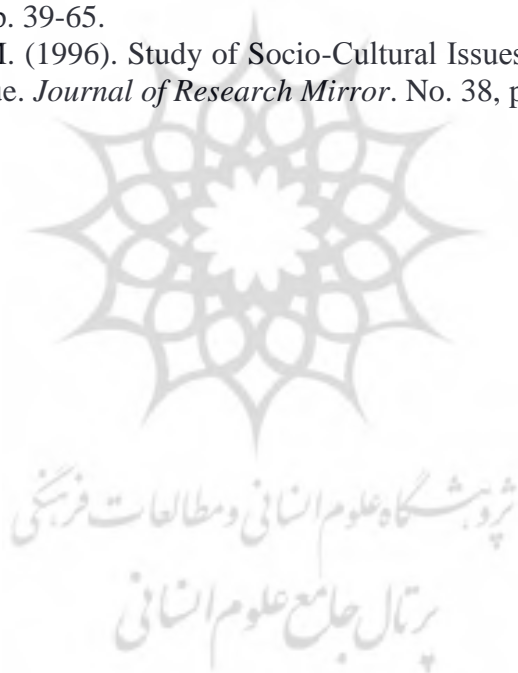 p. 39-65.
M. (1996). Study of Socio-Cultural Issues
ue. Journal of Research Mirror. No. 38, p
پژوهشگاه علوم انسانی و مطالعات فرهنگی
پرتال جامع علوم انسانی